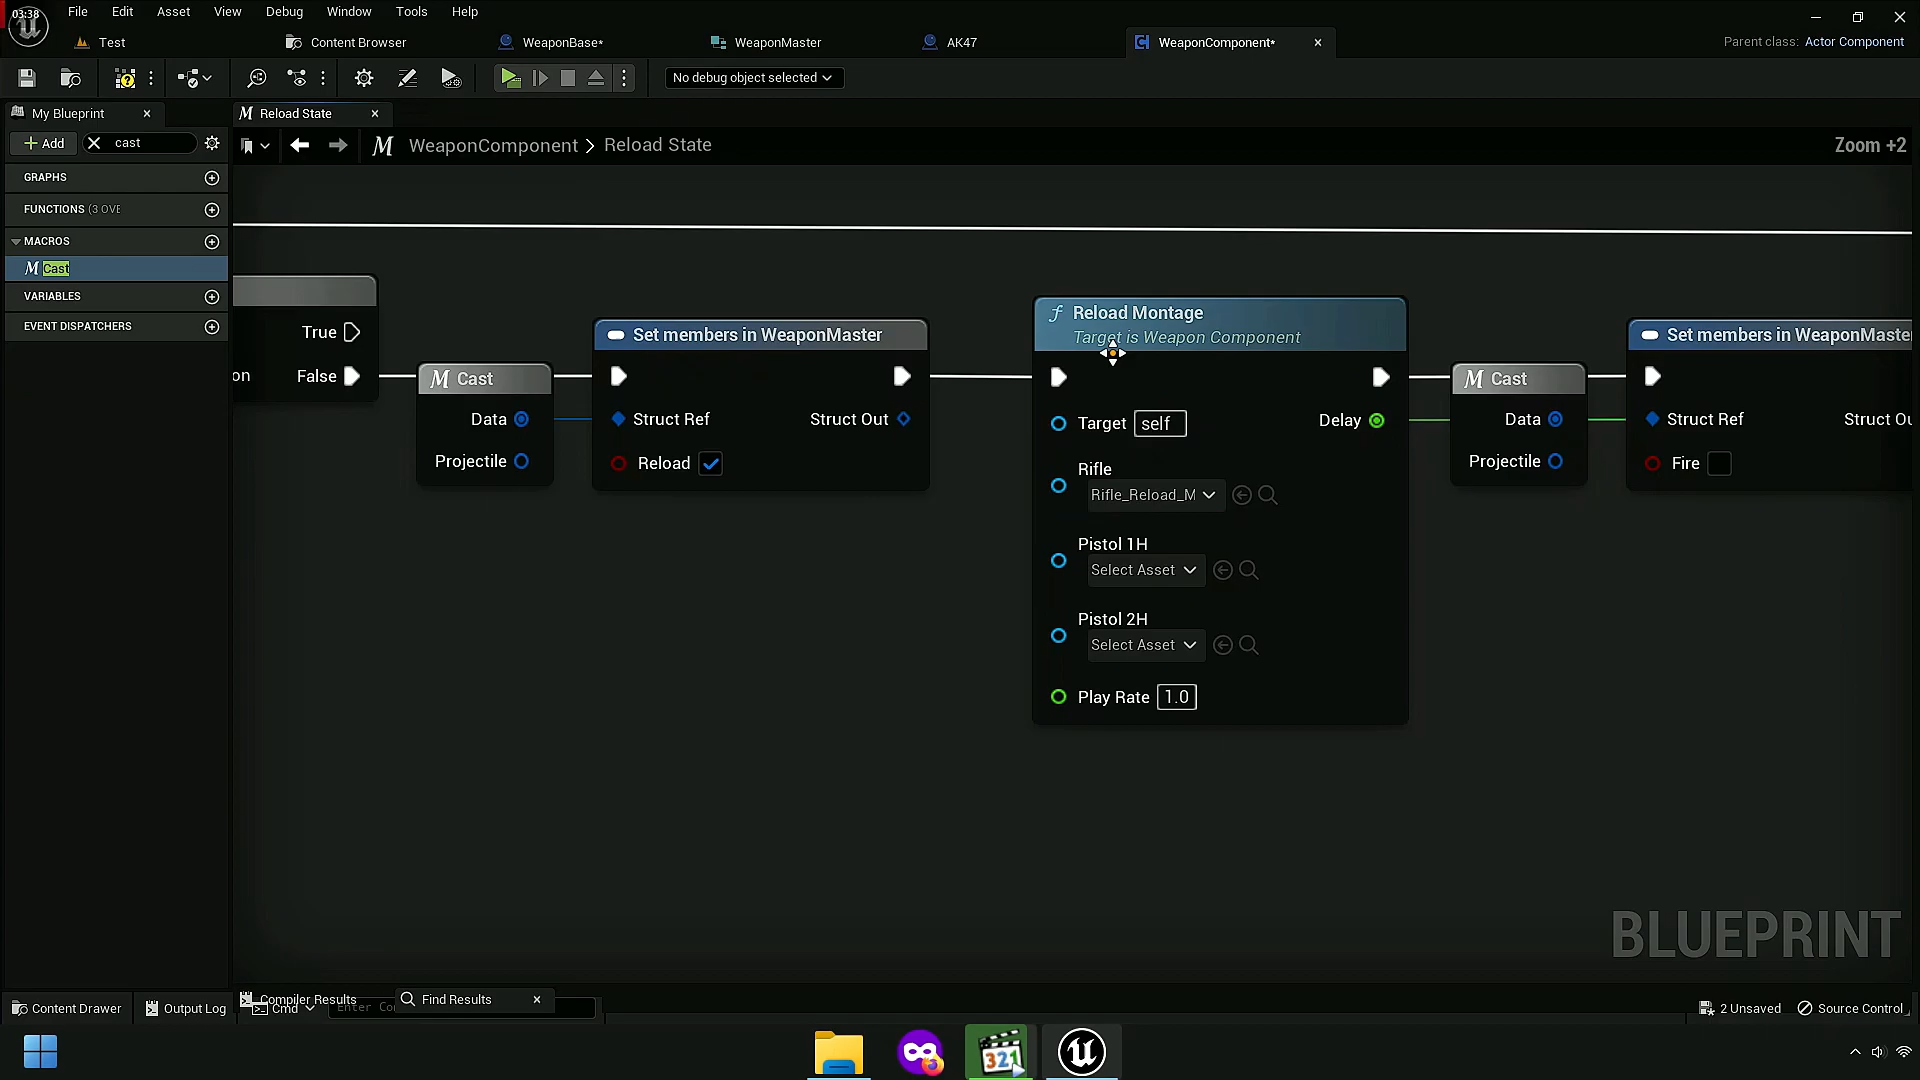 03:38
File Edit Asset View Debug Window Tools Help
Test Content Browser WeaponBase* WeaponMaster AK47 WeaponComponent* Parent class: Actor Component
No debug object selected
My Blueprint Reload State
Add cast WeaponComponent > Reload State Zoom +2
GRAPHS
FUNCTIONS (3 OVE
MACROS
Cast
VARIABLES
EVENT DISPATCHERS
True
on False
Cast
Data
Projectile
Set members in WeaponMaster
Struct Ref Struct Out
Reload
Reload Montage
Target is Weapon Component
Target self Delay
Rifle
Rifle_Reload_M
Pistol 1H
Select Asset
Pistol 2H
Select Asset
Play Rate 1.0
Cast
Data
Projectile
Set members in WeaponMaste
Struct Ref Struct Ou
Fire
BLUEPRINT
Compiler Results Find Results
Content Drawer Output Log Cmd Enter Co 2 Unsaved Source Control
321